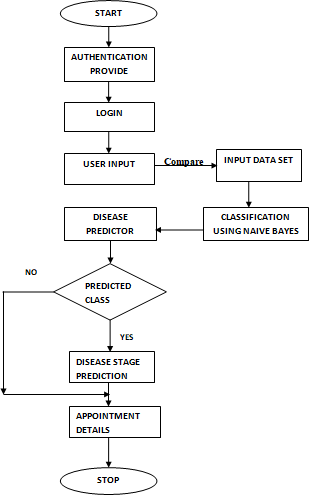 START
AUTHENTICATION
PROVIDE
LOGIN
USER INPUT
Compare
INPUT DATA SET
CLASSIFICATION
USING NAIVE BAYES
DISEASE
PREDICTOR
NO
PREDICTED
CLASS
YES
DISEASE STAGE
PREDICTION
APPOINTMENT
DETAILS
STOP